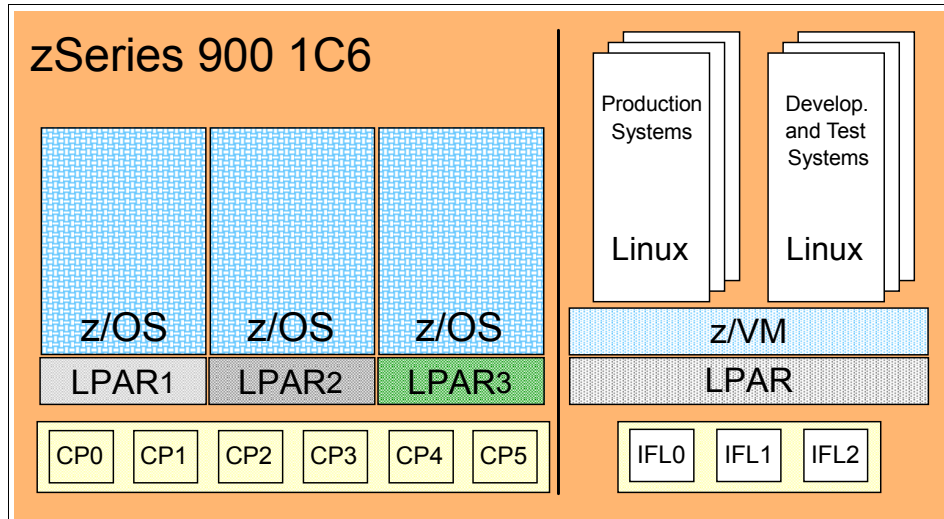 zSeries 900 1C6
Production
Systems
Linux
Develop.
and Test
Systems
Linux
z/OS
z/OS
z/OS
z/VM
LPAR1
LPAR2
LPAR3
LPAR
CP0
CP1
CP2
CP3
CP4
CP5
IFL0
IFL1
IFL2